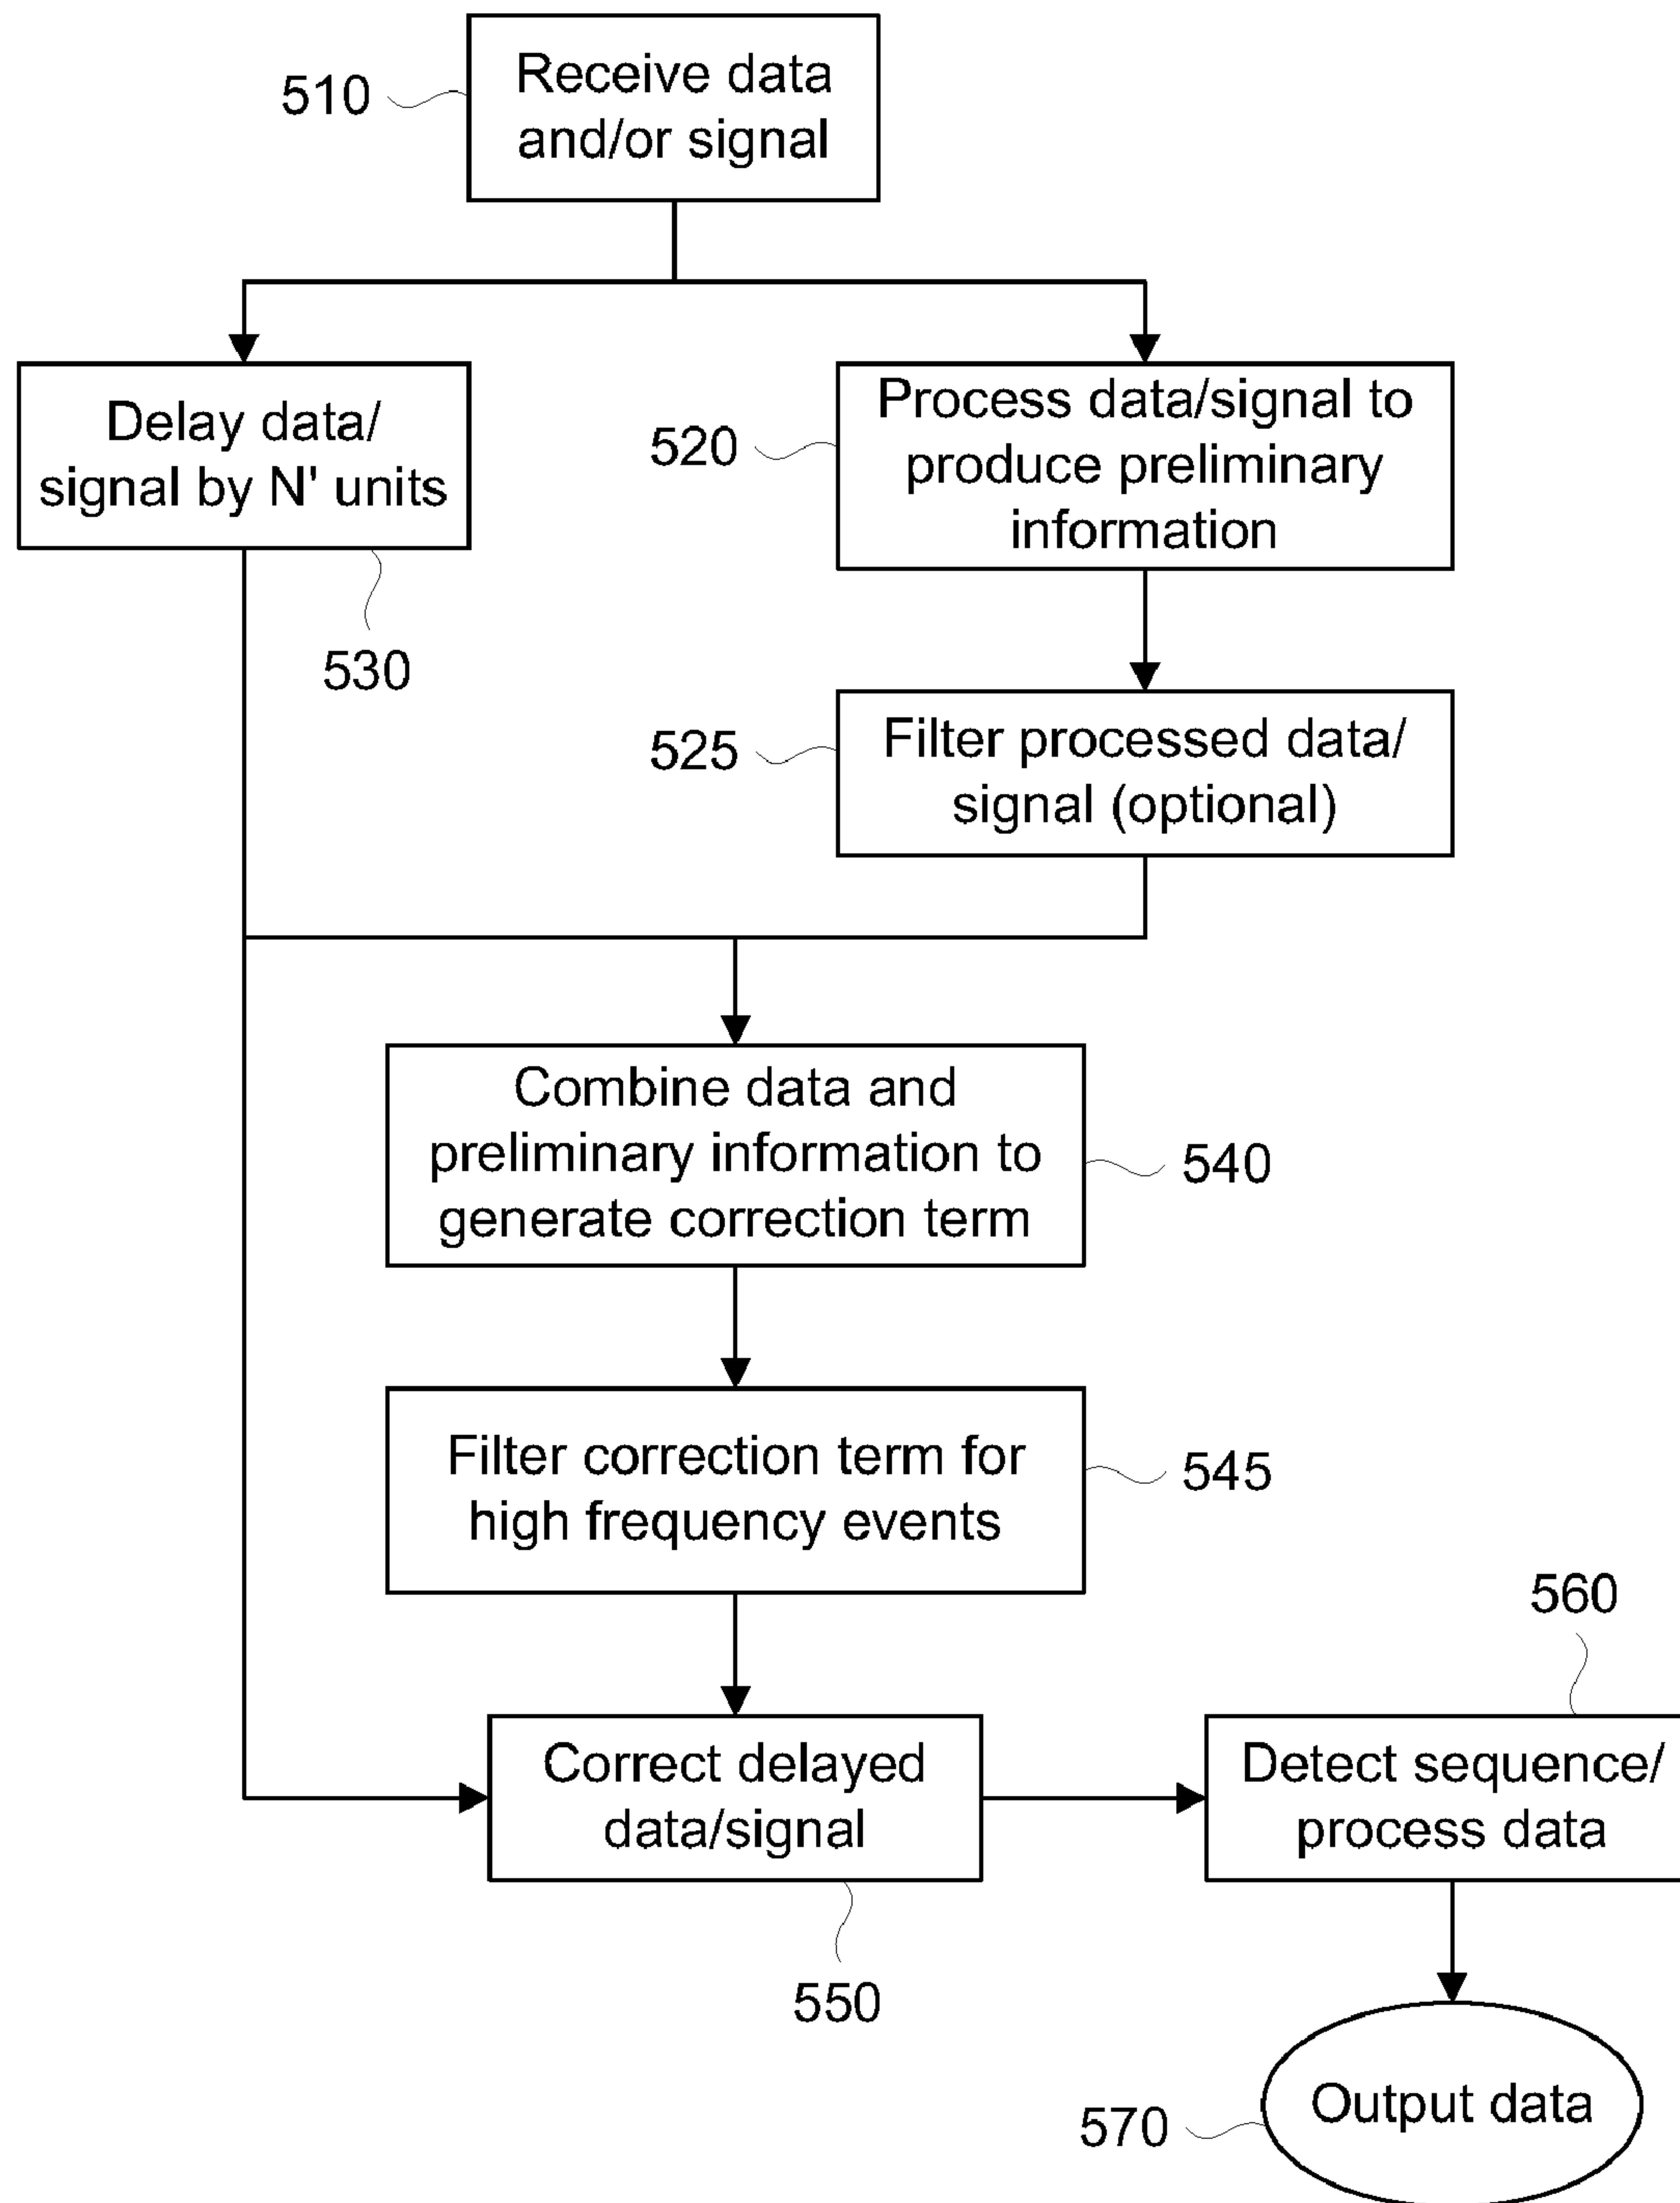 Receive data
and/or signal
510
Delay data/
signal by N' units
530
Process data/signal to
produce preliminary
information
520
Filter processed data/
signal (optional)
525
Combine data and
preliminary information to
generate correction term
540
Filter correction term for
high frequency events
545
Correct delayed
data/signal
550
560
Detect sequence/
process data
Output data
570